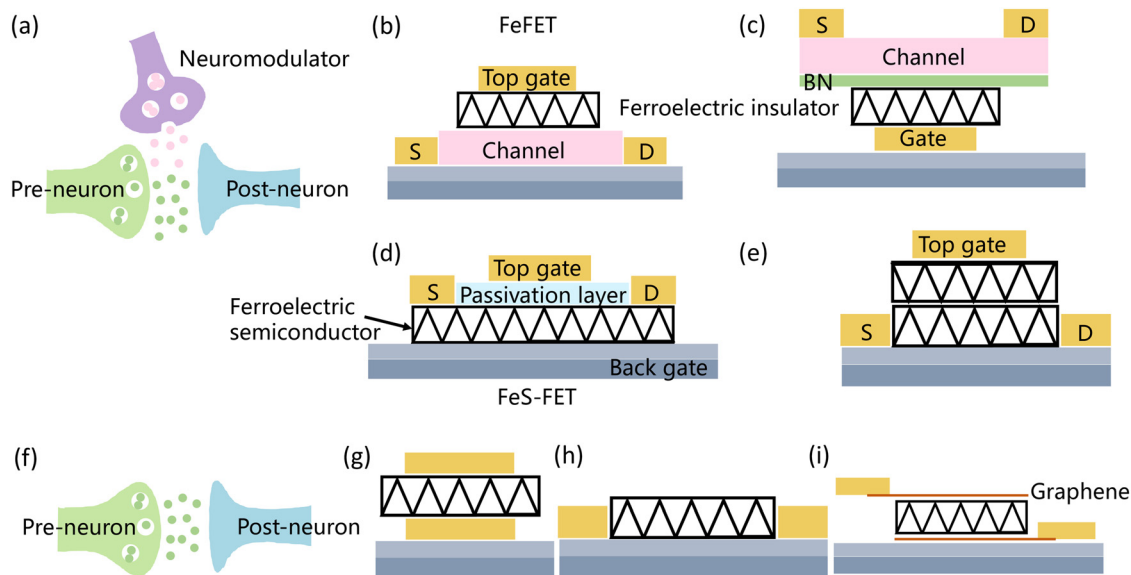 (a)
Neuromodulator
Pre-neuron
Post-neuron
(b)
FeFET
Top gate
S
Channel
D
(c)
S
D
Channel
BN
Ferroelectric insulator
Gate
(d)
Top gate
S
Passivation layer
D
Ferroelectric
semiconductor
Back gate
FeS-FET
(e)
Top gate
S
D
(f)
Pre-neuron
Post-neuron
(g)
(h)
(i)
Graphene